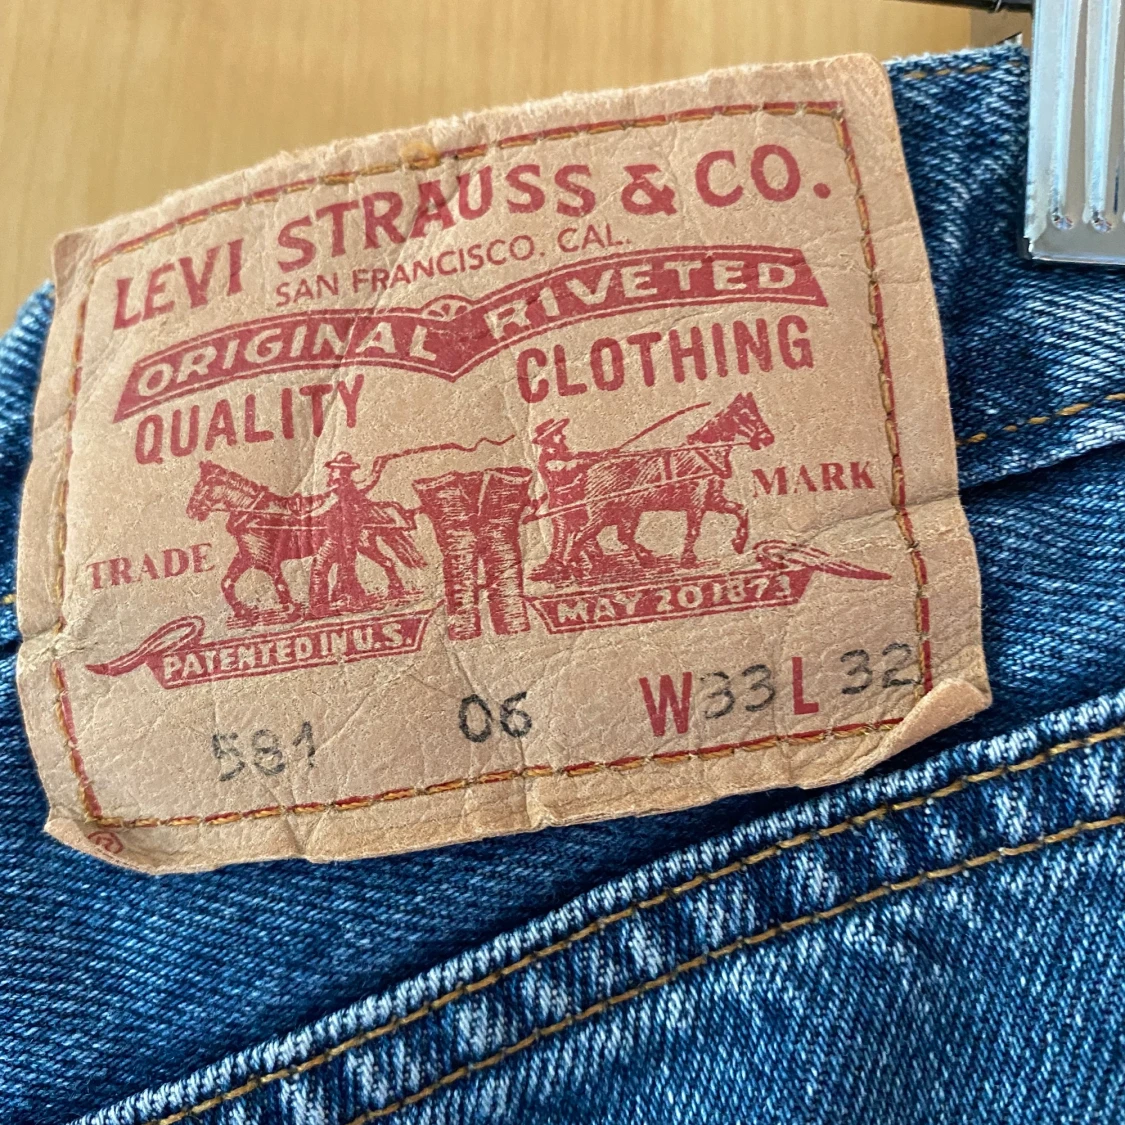 LEVI STRAUSS & CO.
SAN FRANCISCO, CAL.
ORIGINAL RIVETED
QUALITY CLOTHING
TRADE MARK
PATENTED IN U.S. MAY 20 1873
581 06 W33 L 32
®